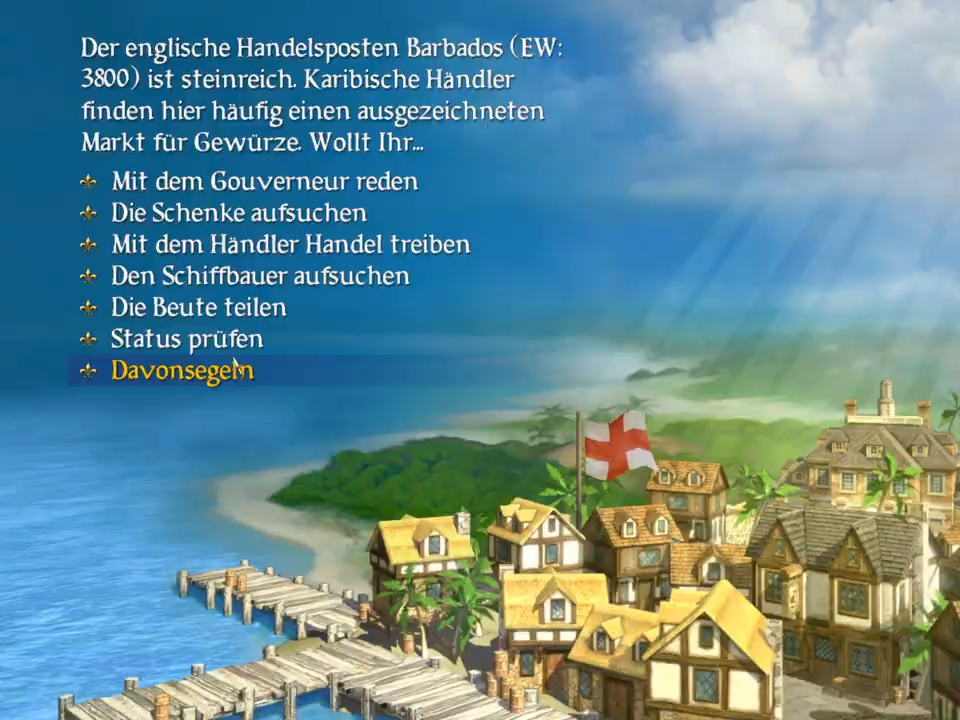 Der englische Handelsposten Barbados (EW:
3800) ist steinreich. Karibische Händler
finden hier häufig einen ausgezeichneten
Markt für Gewürze. Wollt Ihr...
Mit dem Gouverneur reden
Die Schenke aufsuchen
Mit dem Händler Handel treiben
Den Schiffbauer aufsuchen
Die Beute teilen
Status prüfen
Davonsegeln